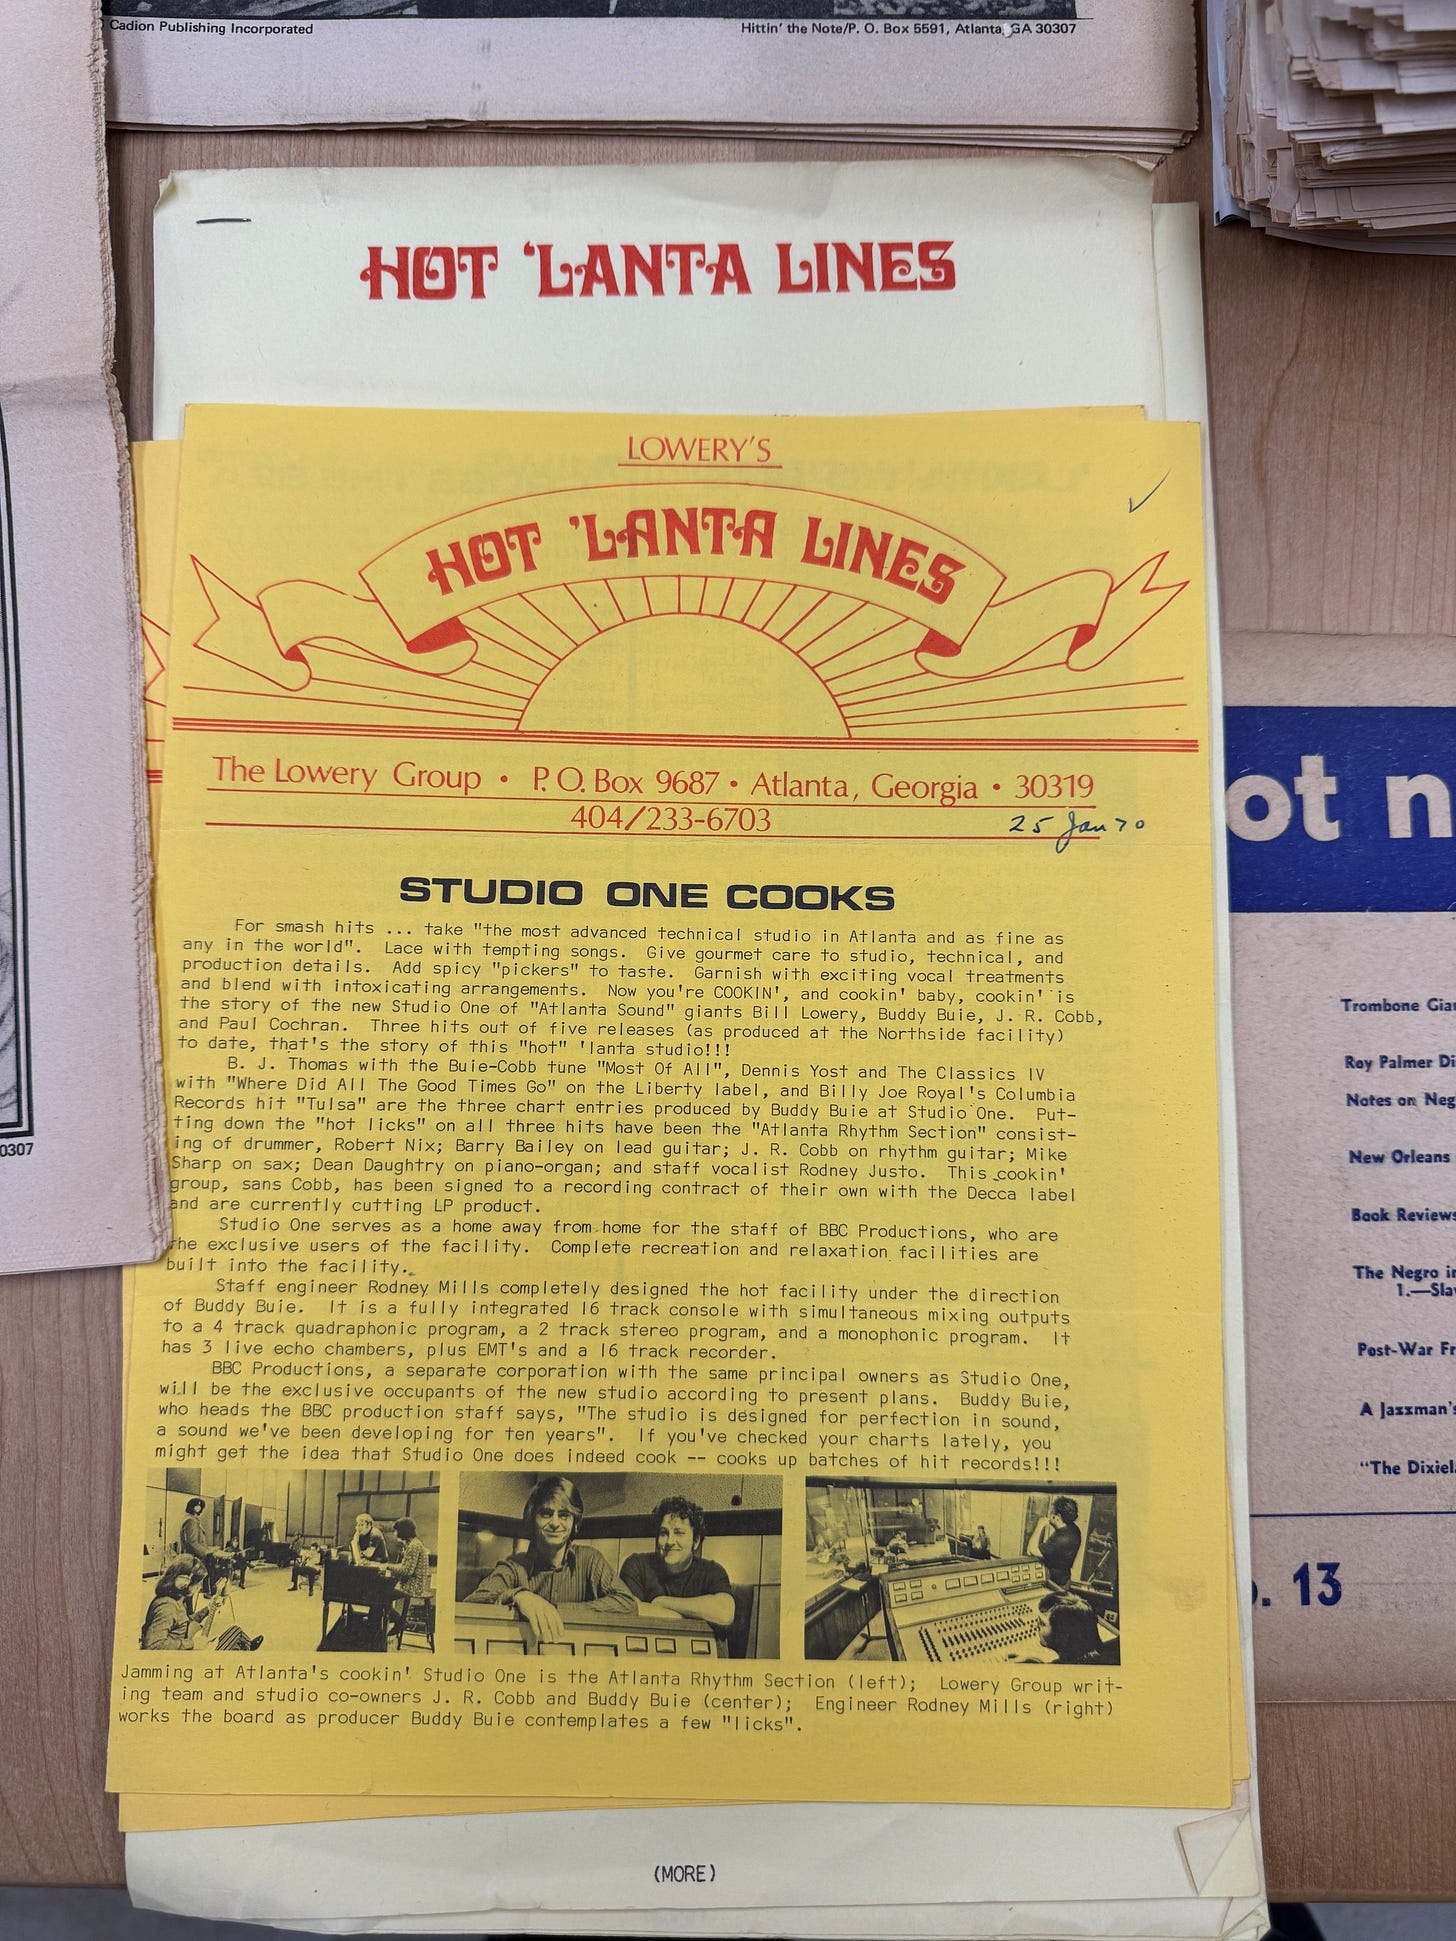 Cadion Publishing Incorporated
Hittin' the Note/P. O. Box 5591, Atlanta, GA 30307
HOT 'LANTA LINES
LOWERY'S
HOT 'LANTA LINES
The Lowery Group • P. O. Box 9687 • Atlanta, Georgia • 30319
404/233-6703
25 Jan 70
STUDIO ONE COOKS
For smash hits ... take "the most advanced technical studio in Atlanta and as fine as
any in the world". Lace with tempting songs. Give gourmet care to studio, technical, and
production details. Add spicy "pickers" to taste. Garnish with exciting vocal treatments
and blend with intoxicating arrangements. Now you're COOKIN', and cookin' baby, cookin' is
the story of the new Studio One of "Atlanta Sound" giants Bill Lowery, Buddy Buie, J. R. Cobb,
and Paul Cochran. Three hits out of five releases (as produced at the Northside facility)
to date, that's the story of this "hot" 'lanta studio!!!
B. J. Thomas with the Buie-Cobb tune "Most Of All", Dennis Yost and The Classics IV
with "Where Did All The Good Times Go" on the Liberty label, and Billy Joe Royal's Columbia
Records hit "Tulsa" are the three chart entries produced by Buddy Buie at Studio One. Put-
ting down the "hot licks" on all three hits have been the "Atlanta Rhythm Section" consist-
ing of drummer, Robert Nix; Barry Bailey on lead guitar; J. R. Cobb on rhythm guitar; Mike
Sharp on sax; Dean Daughtry on piano-organ; and staff vocalist Rodney Justo. This cookin'
group, sans Cobb, has been signed to a recording contract of their own with the Decca label
and are currently cutting LP product.
Studio One serves as a home away from home for the staff of BBC Productions, who are
the exclusive users of the facility. Complete recreation and relaxation facilities are
built into the facility.
Staff engineer Rodney Mills completely designed the hot facility under the direction
of Buddy Buie. It is a fully integrated 16 track console with simultaneous mixing outputs
to a 4 track quadraphonic program, a 2 track stereo program, and a monophonic program. It
has 3 live echo chambers, plus EMT's and a 16 track recorder.
BBC Productions, a separate corporation with the same principal owners as Studio One,
will be the exclusive occupants of the new studio according to present plans. Buddy Buie,
who heads the BBC production staff says, "The studio is designed for perfection in sound,
a sound we've been developing for ten years". If you've checked your charts lately, you
might get the idea that Studio One does indeed cook -- cooks up batches of hit records!!!
Jamming at Atlanta's cookin' Studio One is the Atlanta Rhythm Section (left); Lowery Group writ-
ing team and studio co-owners J. R. Cobb and Buddy Buie (center); Engineer Rodney Mills (right)
works the board as producer Buddy Buie contemplates a few "licks".
(MORE)
0307
ot n
Trombone Gia
Roy Palmer Di
Notes on Neg
New Orleans
Book Reviews
The Negro in
1.—Sla
Post-War Fr
A Jazzman's
"The Dixiel
. 13